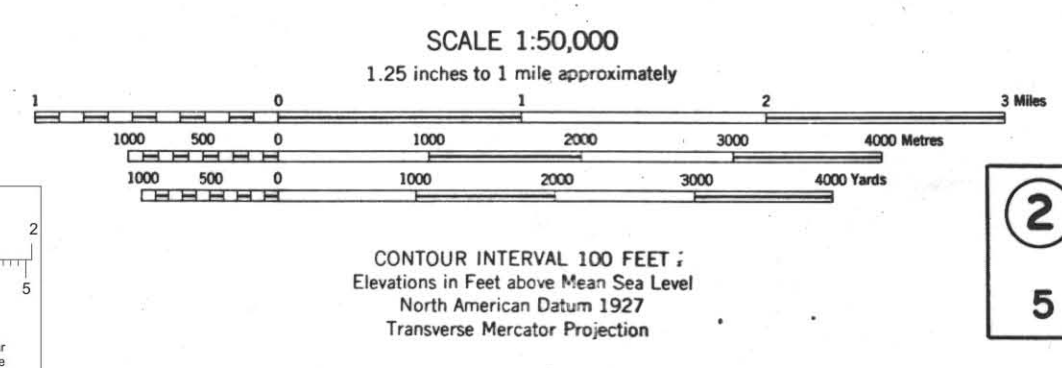 SCALE 1:50,000
1.25 inches to 1 mile approximately
1 0 1 2 3 Miles
1000 500 0 1000 2000 3000 4000 Metres
1000 500 0 1000 2000 3000 4000 Yards
CONTOUR INTERVAL 100 FEET
Elevations in Feet above Mean Sea Level
North American Datum 1927
Transverse Mercator Projection
2
5
2
5